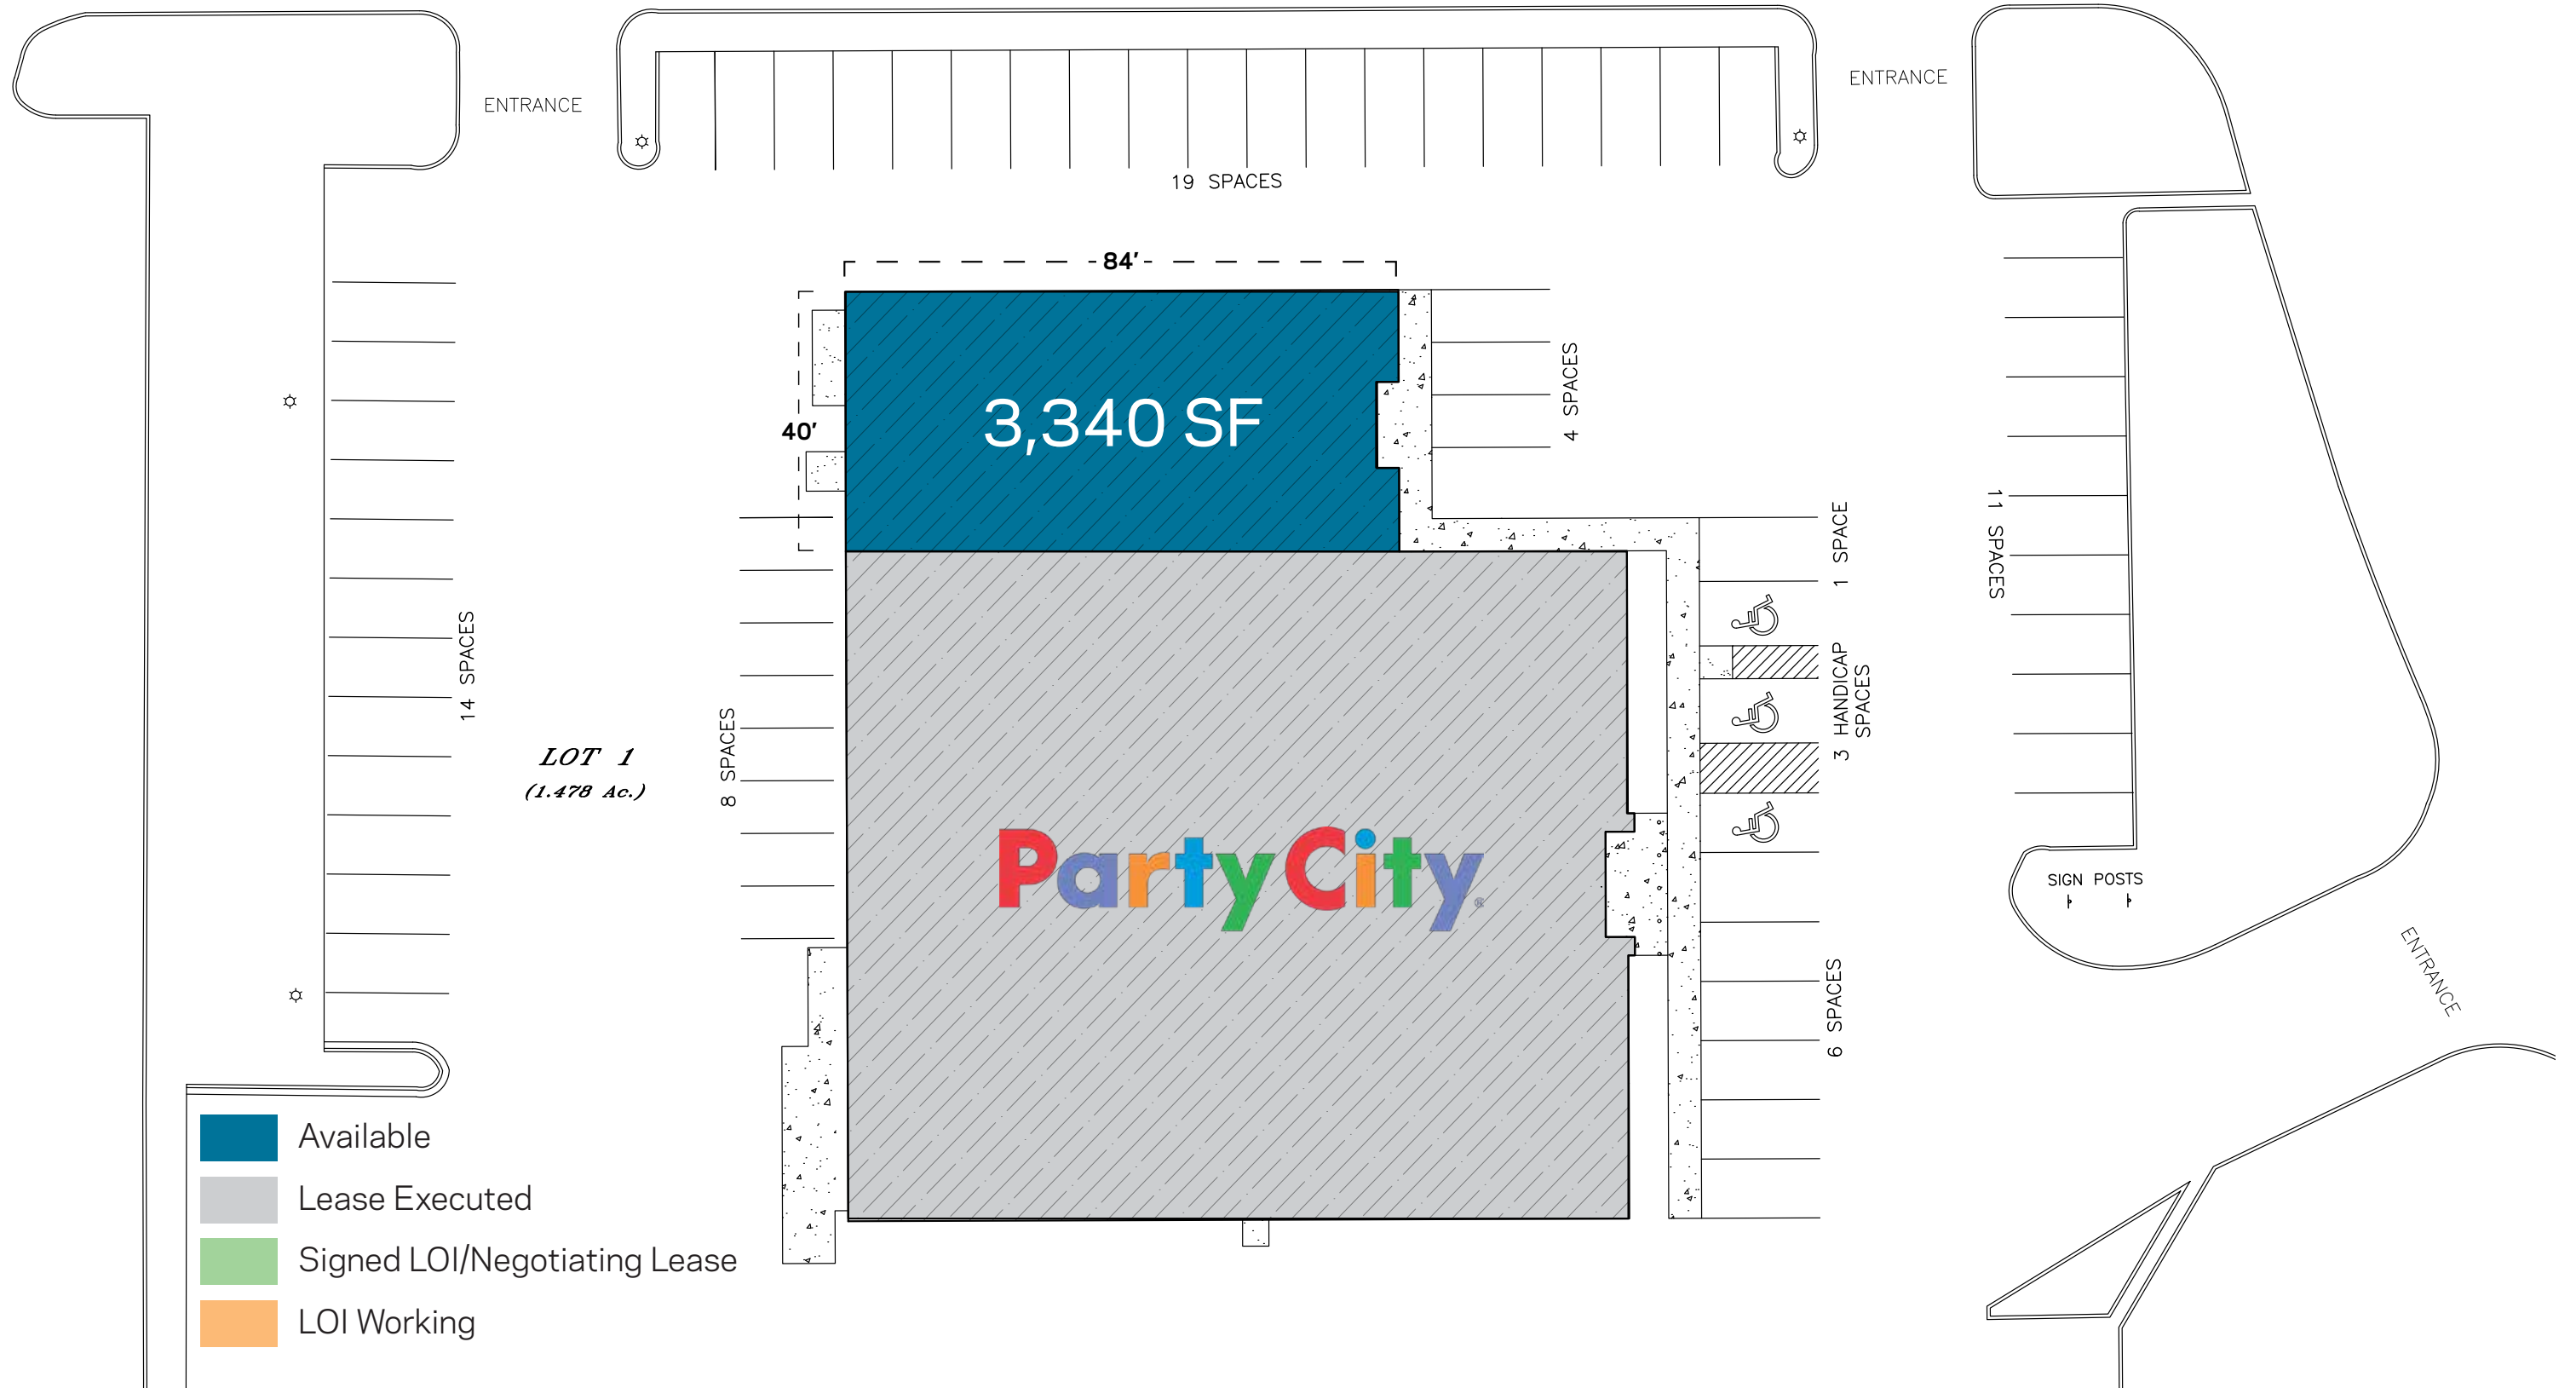 ENTRANCE
ENTRANCE
19 SPACES
84'
40'
3,340 SF
4 SPACES
1 SPACE
11 SPACES
3 HANDICAP
SPACES
14 SPACES
LOT 1
(1.478 Ac.)
8 SPACES
PartyCity®
SIGN POSTS
ENTRANCE
6 SPACES
Available
Lease Executed
Signed LOI/Negotiating Lease
LOI Working